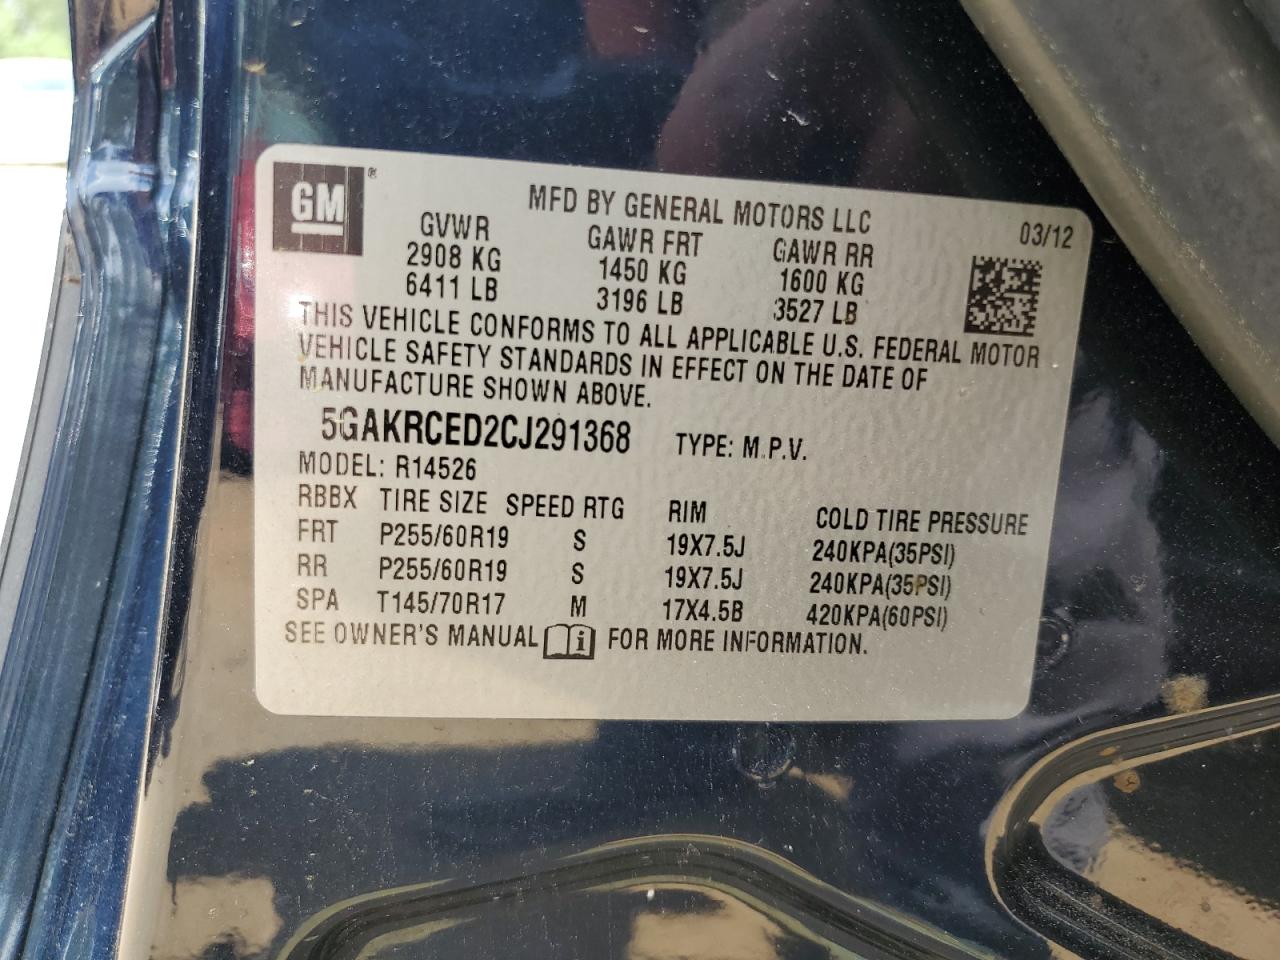 GM®
MFD BY GENERAL MOTORS LLC 03/12
GVWR GAWR FRT GAWR RR
2908 KG 1450 KG 1600 KG
6411 LB 3196 LB 3527 LB
THIS VEHICLE CONFORMS TO ALL APPLICABLE U.S. FEDERAL MOTOR
VEHICLE SAFETY STANDARDS IN EFFECT ON THE DATE OF
MANUFACTURE SHOWN ABOVE.
5GAKRCED2CJ291368 TYPE: M.P.V.
MODEL: R14526
RBBX TIRE SIZE SPEED RTG RIM COLD TIRE PRESSURE
FRT P255/60R19 S 19X7.5J 240KPA(35PSI)
RR P255/60R19 S 19X7.5J 240KPA(35PSI)
SPA T145/70R17 M 17X4.5B 420KPA(60PSI)
SEE OWNER'S MANUAL i FOR MORE INFORMATION.